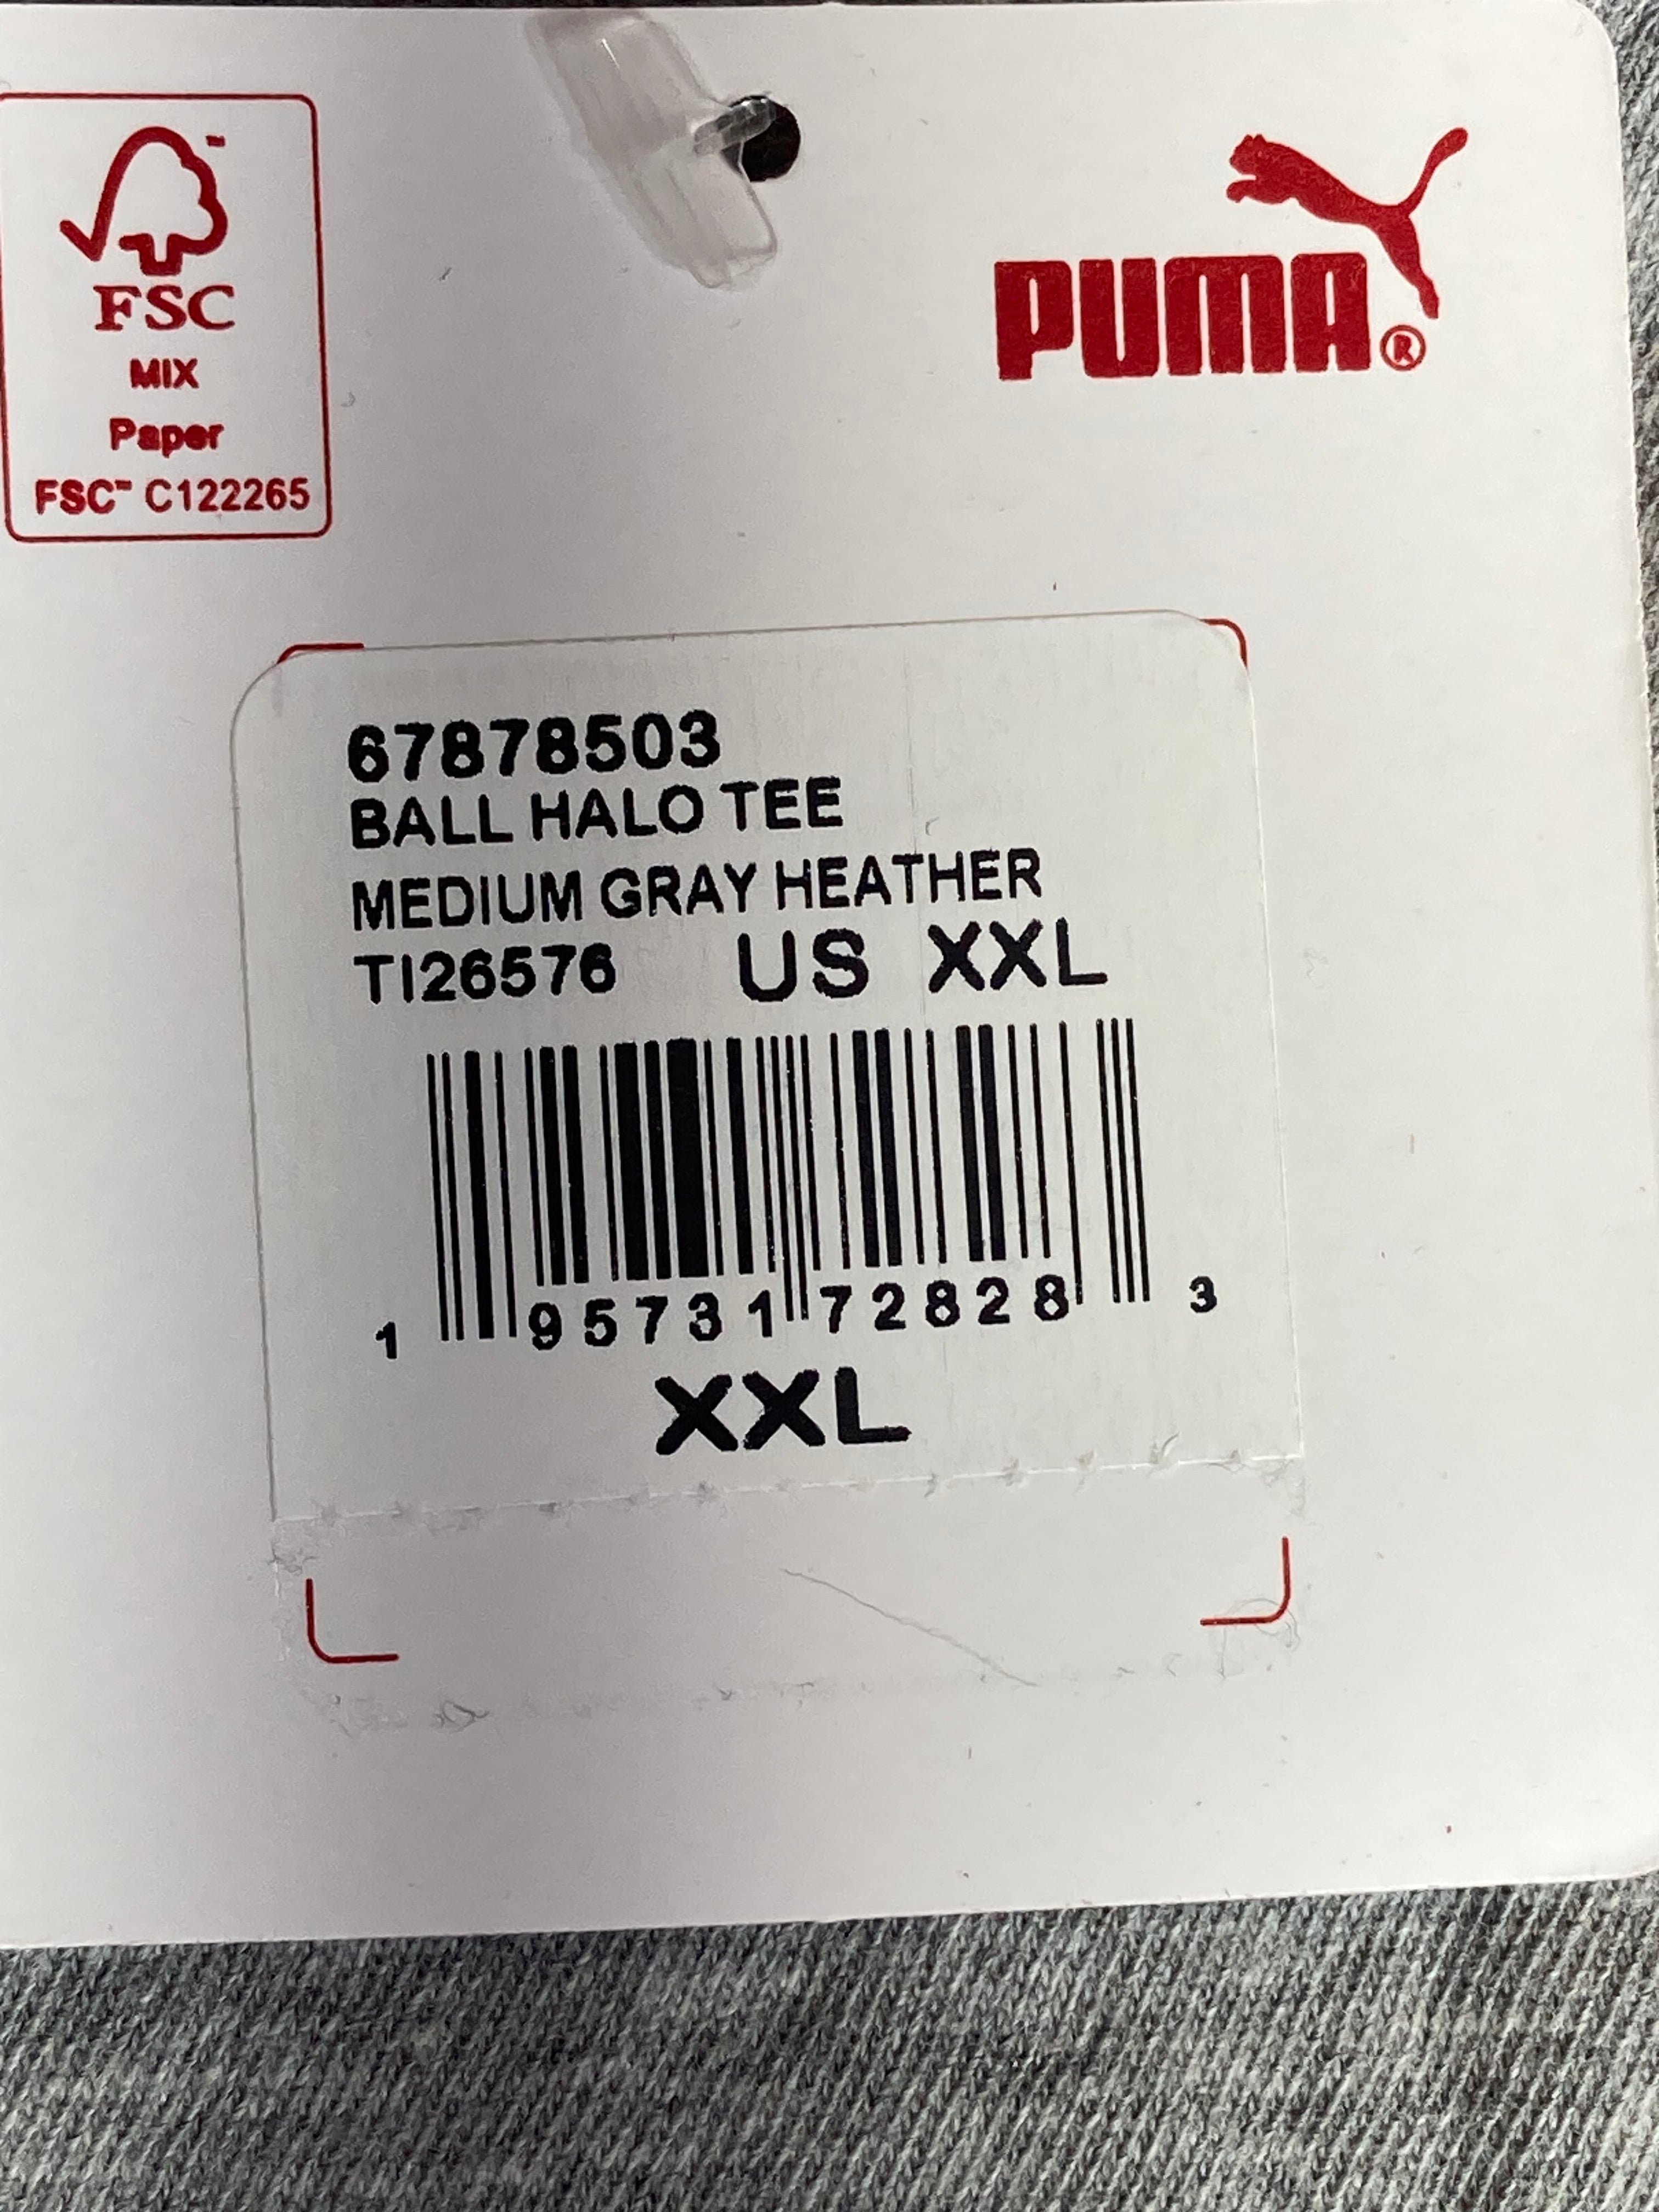 FSC™
MIX
Paper
FSC™ C122265
PUMA®
67878503
BALL HALO TEE
MEDIUM GRAY HEATHER
TI26576 US XXL
1 95731 72828 3
XXL